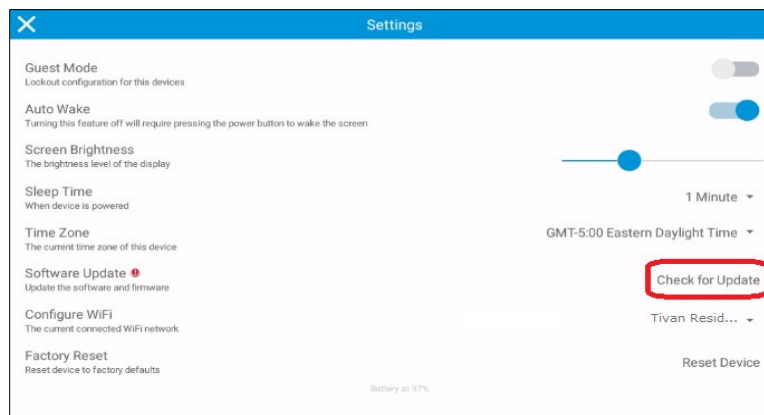 Settings
Guest Mode
Lockout configuration for this devices
Auto Wake
Turning this feature off will require pressing the power button to wake the screen
Screen Brightness
The brightness level of the display
Sleep Time
When device is powered
1 Minute
Time Zone
The current time zone of this device
GMT-5:00 Eastern Daylight Time
Software Update
Update the software and firmware
Check for Update
Configure WiFi
The current connected WiFi network
Tivan Resid...
Factory Reset
Reset device to factory defaults
Reset Device
Battery at 97%